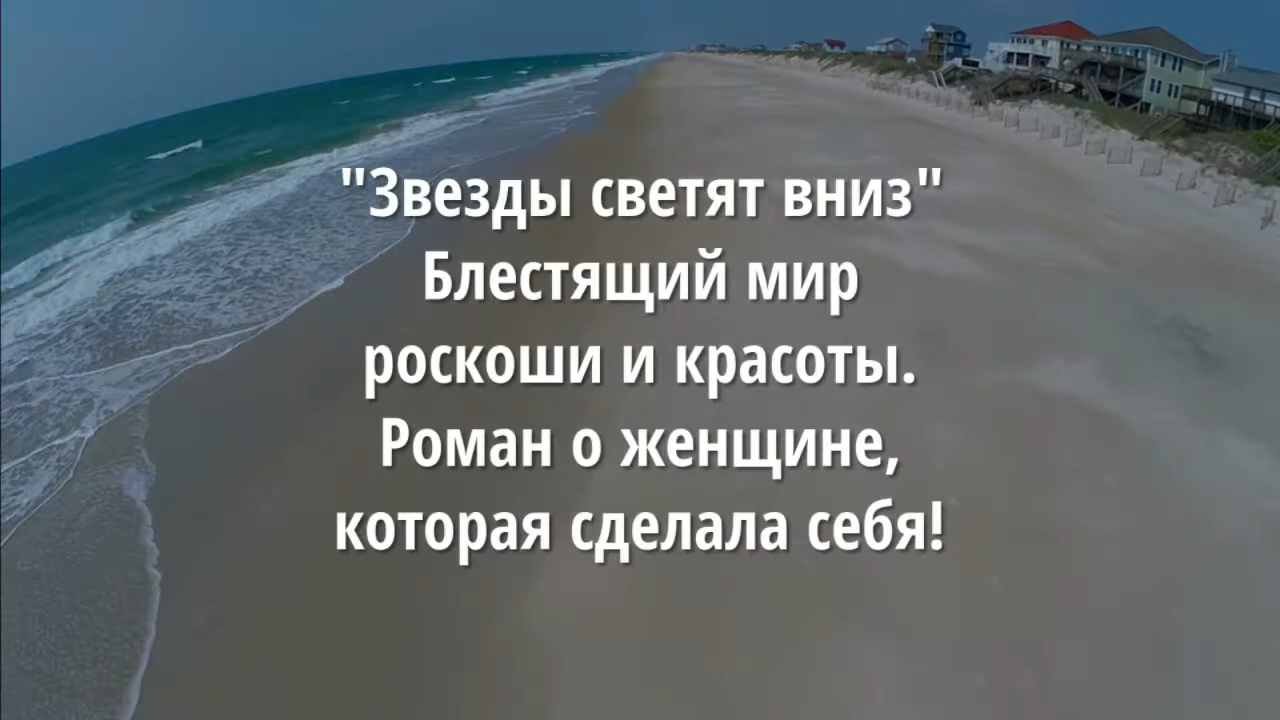 "Звезды светят вниз"
Блестящий мир
роскоши и красоты.
Роман о женщине,
которая сделала себя!